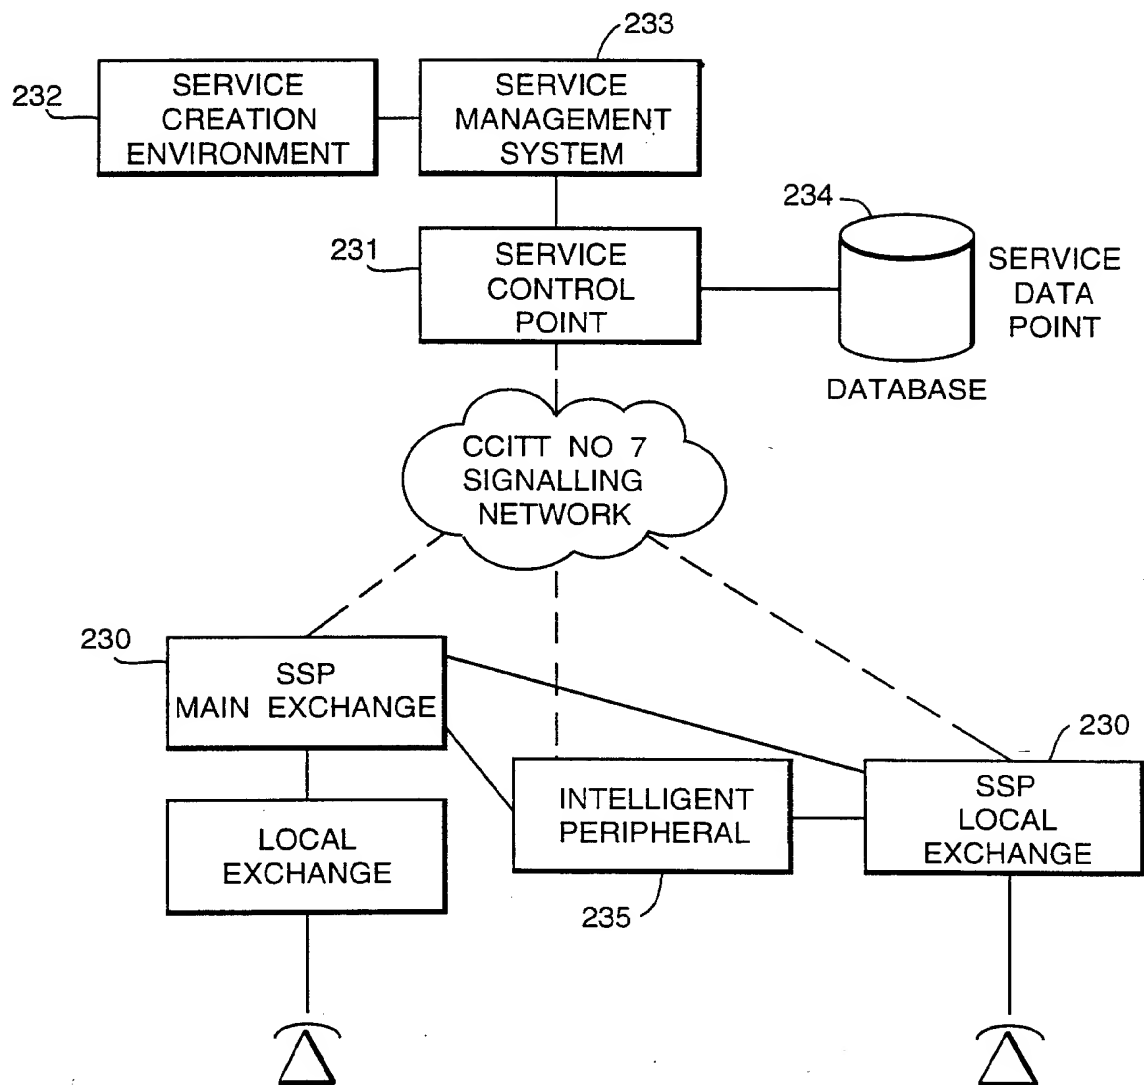 233
232
SERVICE
CREATION
ENVIRONMENT
SERVICE
MANAGEMENT
SYSTEM
234
231
SERVICE
CONTROL
POINT
SERVICE
DATA
POINT
DATABASE
CCITT NO 7
SIGNALLING
NETWORK
230
SSP
MAIN EXCHANGE
230
INTELLIGENT
PERIPHERAL
SSP
LOCAL
EXCHANGE
LOCAL
EXCHANGE
235